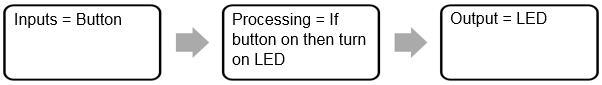 Inputs = Button
Processing = If
button on then turn
on LED
Output = LED